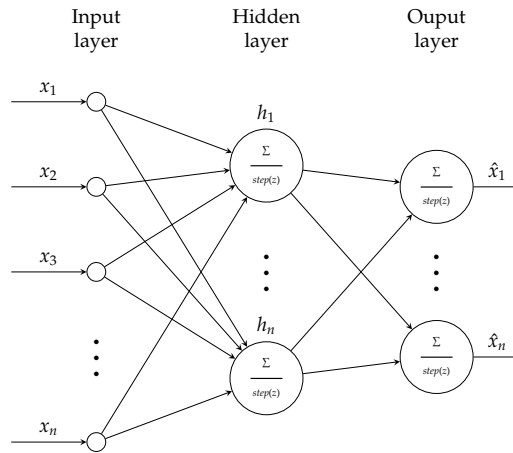 Input
layer
Hidden
layer
Ouput
layer
x₁
x₂
x₃
xₙ
h₁
Σ
step(z)
hₙ
Σ
step(z)
Σ
step(z)
x̂₁
Σ
step(z)
x̂ₙ